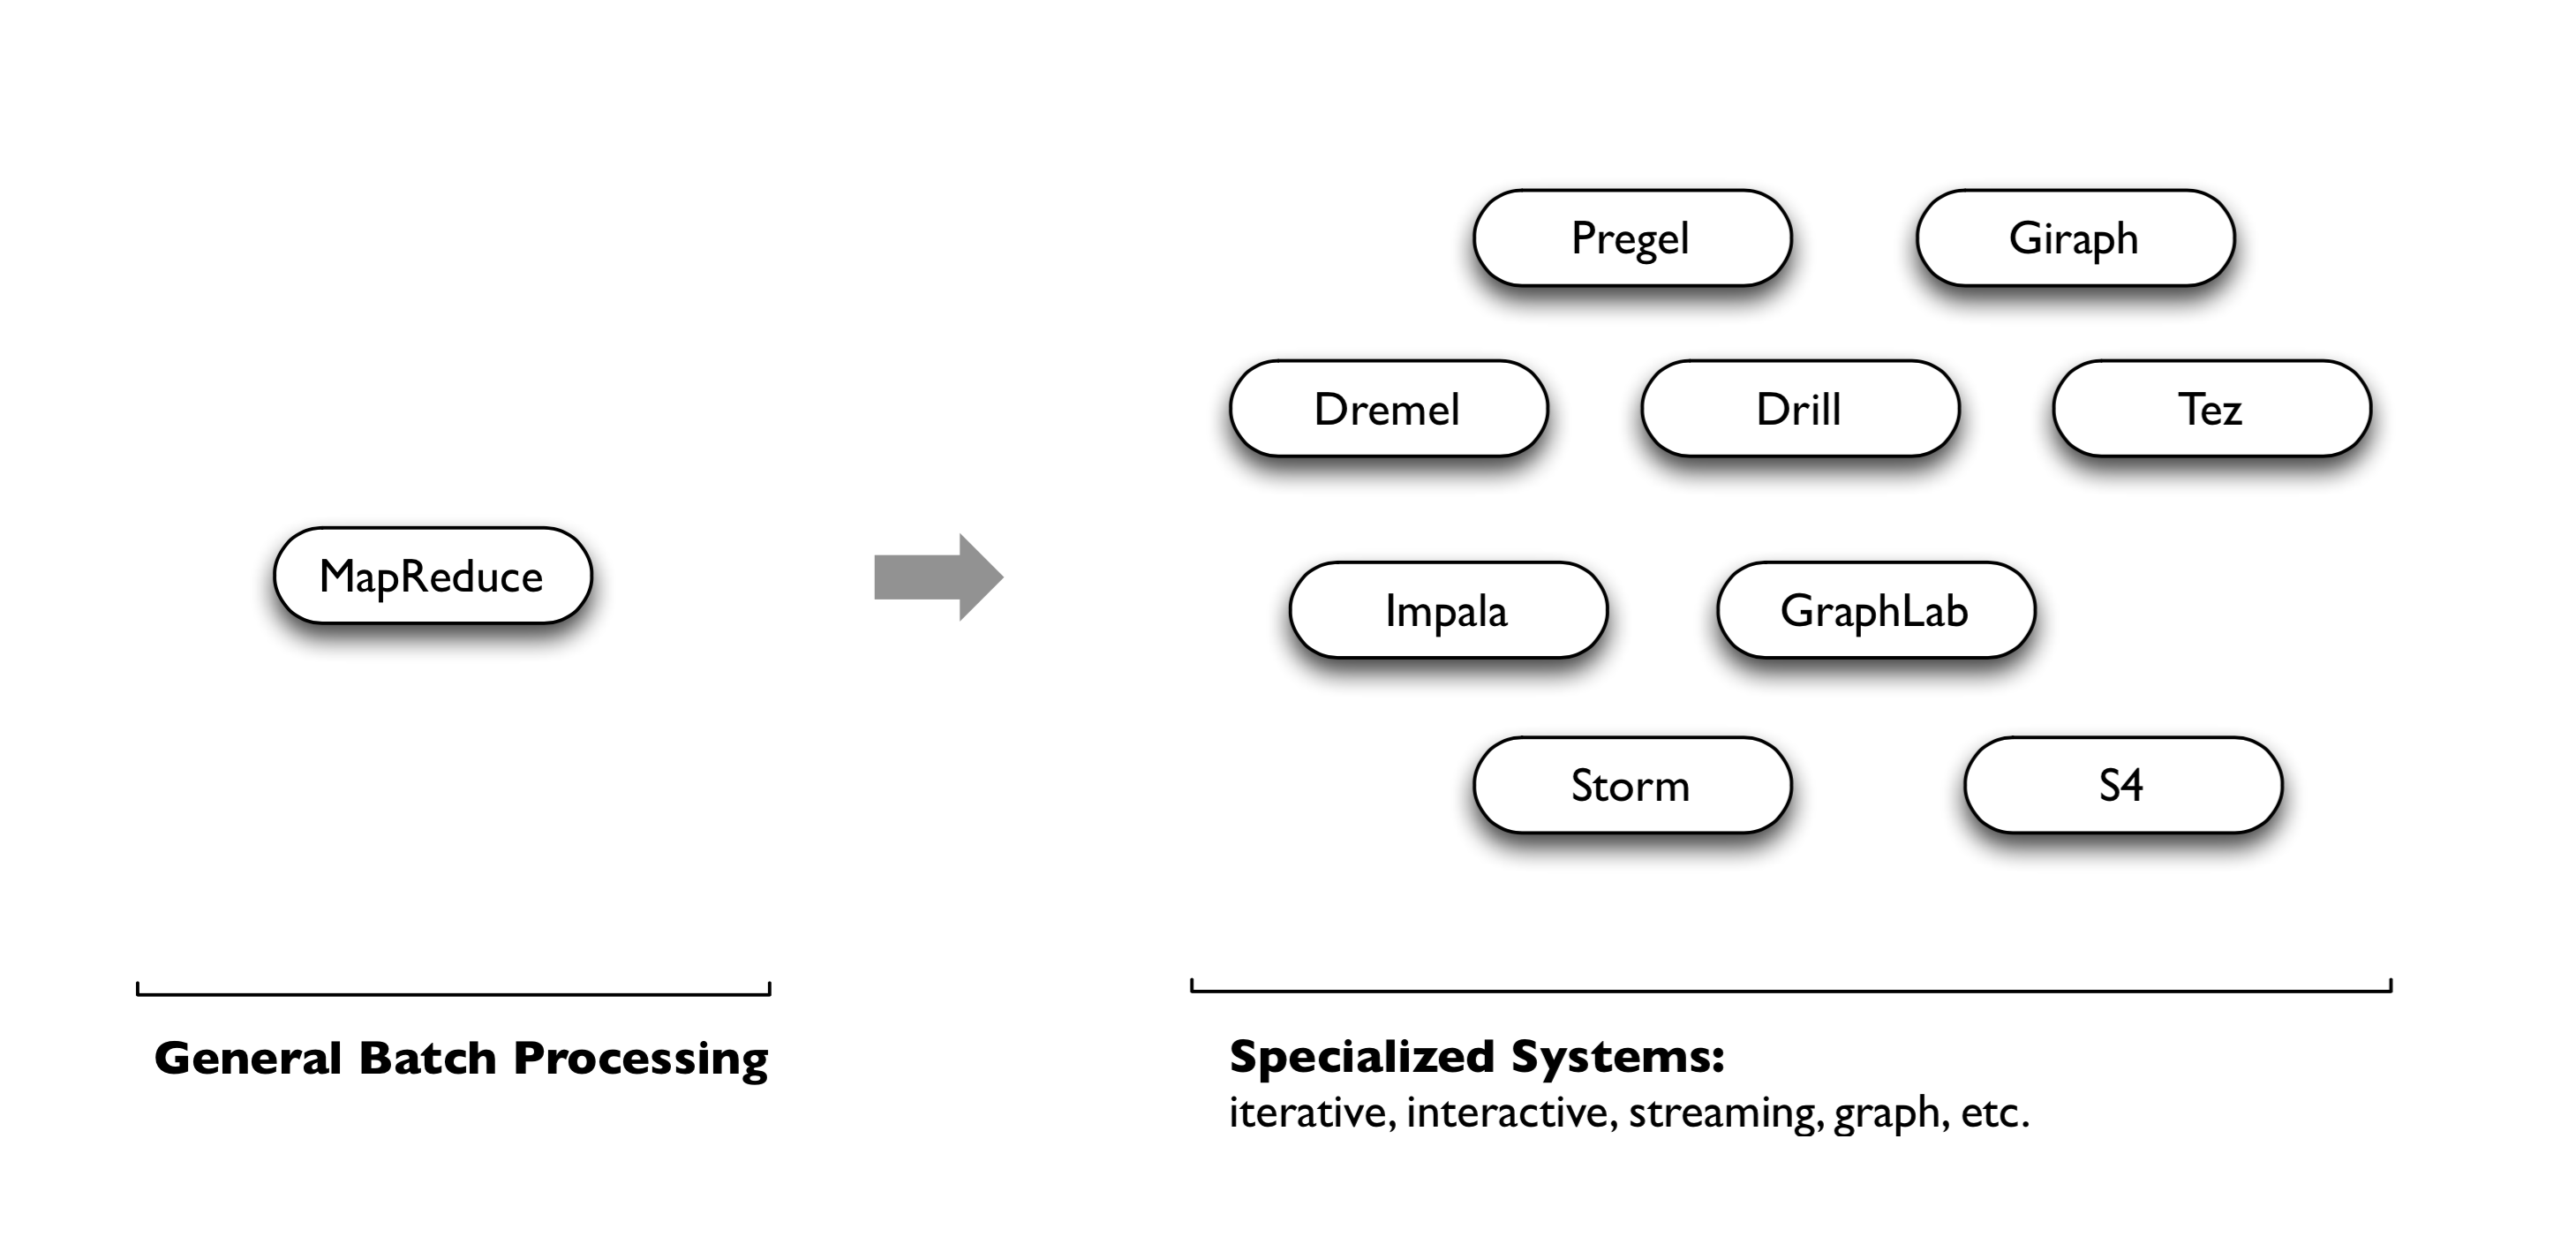 Pregel
Giraph
Dremel
Drill
Tez
MapReduce
Impala
GraphLab
Storm
S4
General Batch Processing
Specialized Systems:
iterative, interactive, streaming, graph, etc.